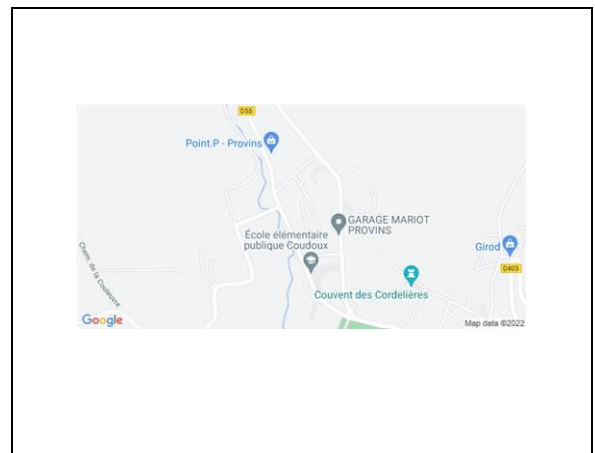 D55
Point.P - Provins
GARAGE MARIOT
PROVINS
École élémentaire
publique Coudoux
Girod
D403
Chem. de la Couleuvre
Couvent des Cordelières
Google
Map data ©2022